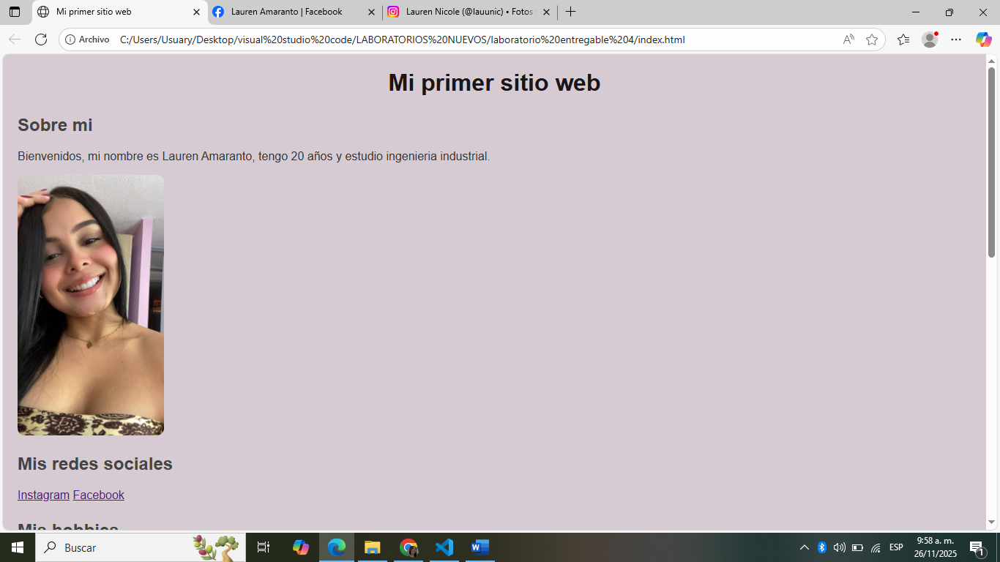 Mi primer sitio web
Lauren Amaranto | Facebook
Lauren Nicole (@lauunic) • Fotos
Archivo
C:/Users/Usuary/Desktop/visual%20studio%20code/LABORATORIOS%20NUEVOS/laboratorio%20entregable%204/index.html
Mi primer sitio web
Sobre mi
Bienvenidos, mi nombre es Lauren Amaranto, tengo 20 años y estudio ingenieria industrial.
Mis redes sociales
Instagram Facebook
Mis hobbies
Buscar
ESP
9:58 a. m.
26/11/2025
1